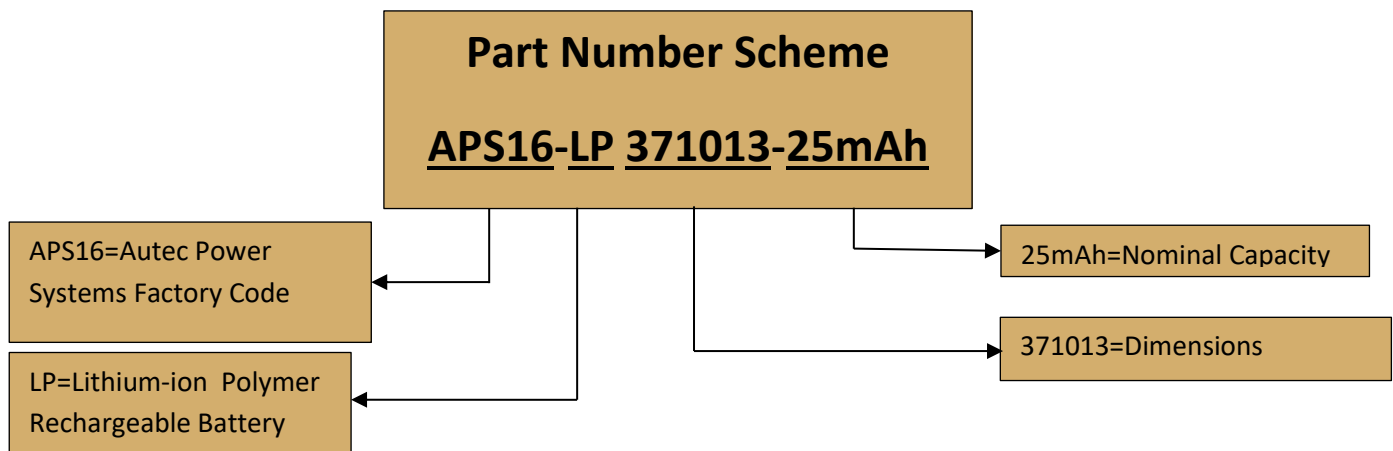 Part Number Scheme
APS16-LP 371013-25mAh
APS16=Autec Power
Systems Factory Code
25mAh=Nominal Capacity
371013=Dimensions
LP=Lithium-ion  Polymer
Rechargeable Battery